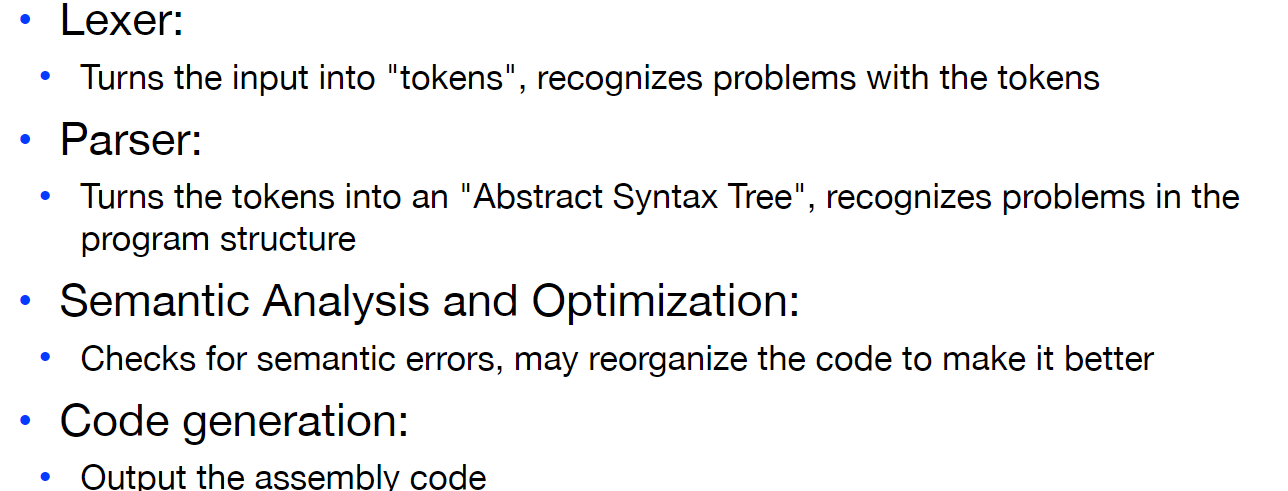 • Lexer:
• Turns the input into "tokens", recognizes problems with the tokens
• Parser:
• Turns the tokens into an "Abstract Syntax Tree", recognizes problems in the
program structure
• Semantic Analysis and Optimization:
• Checks for semantic errors, may reorganize the code to make it better
• Code generation:
• Output the assembly code